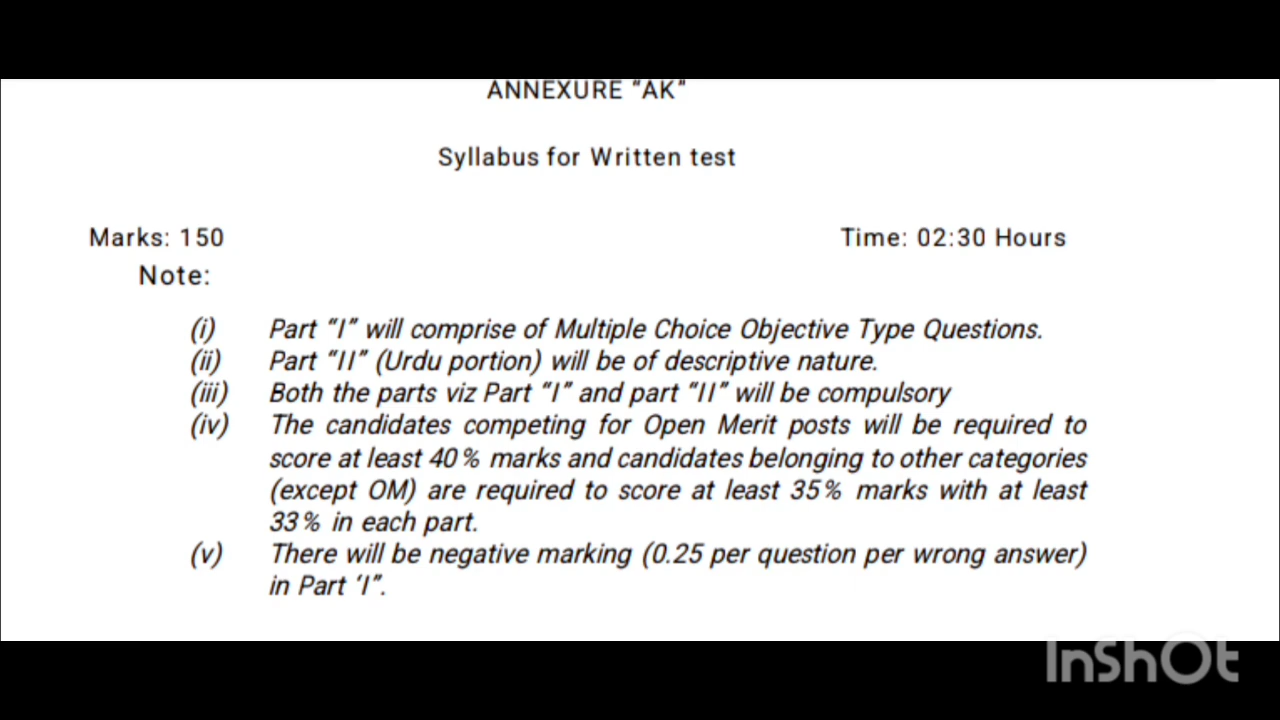 ANNEXURE “AK”
Syllabus for Written test
Marks: 150 Time: 02:30 Hours
Note:
(i) Part “I” will comprise of Multiple Choice Objective Type Questions.
(ii) Part “II” (Urdu portion) will be of descriptive nature.
(iii) Both the parts viz Part “I” and part “II” will be compulsory
(iv) The candidates competing for Open Merit posts will be required to
score at least 40% marks and candidates belonging to other categories
(except OM) are required to score at least 35% marks with at least
33% in each part.
(v) There will be negative marking (0.25 per question per wrong answer)
in Part ‘I”.
InShOt